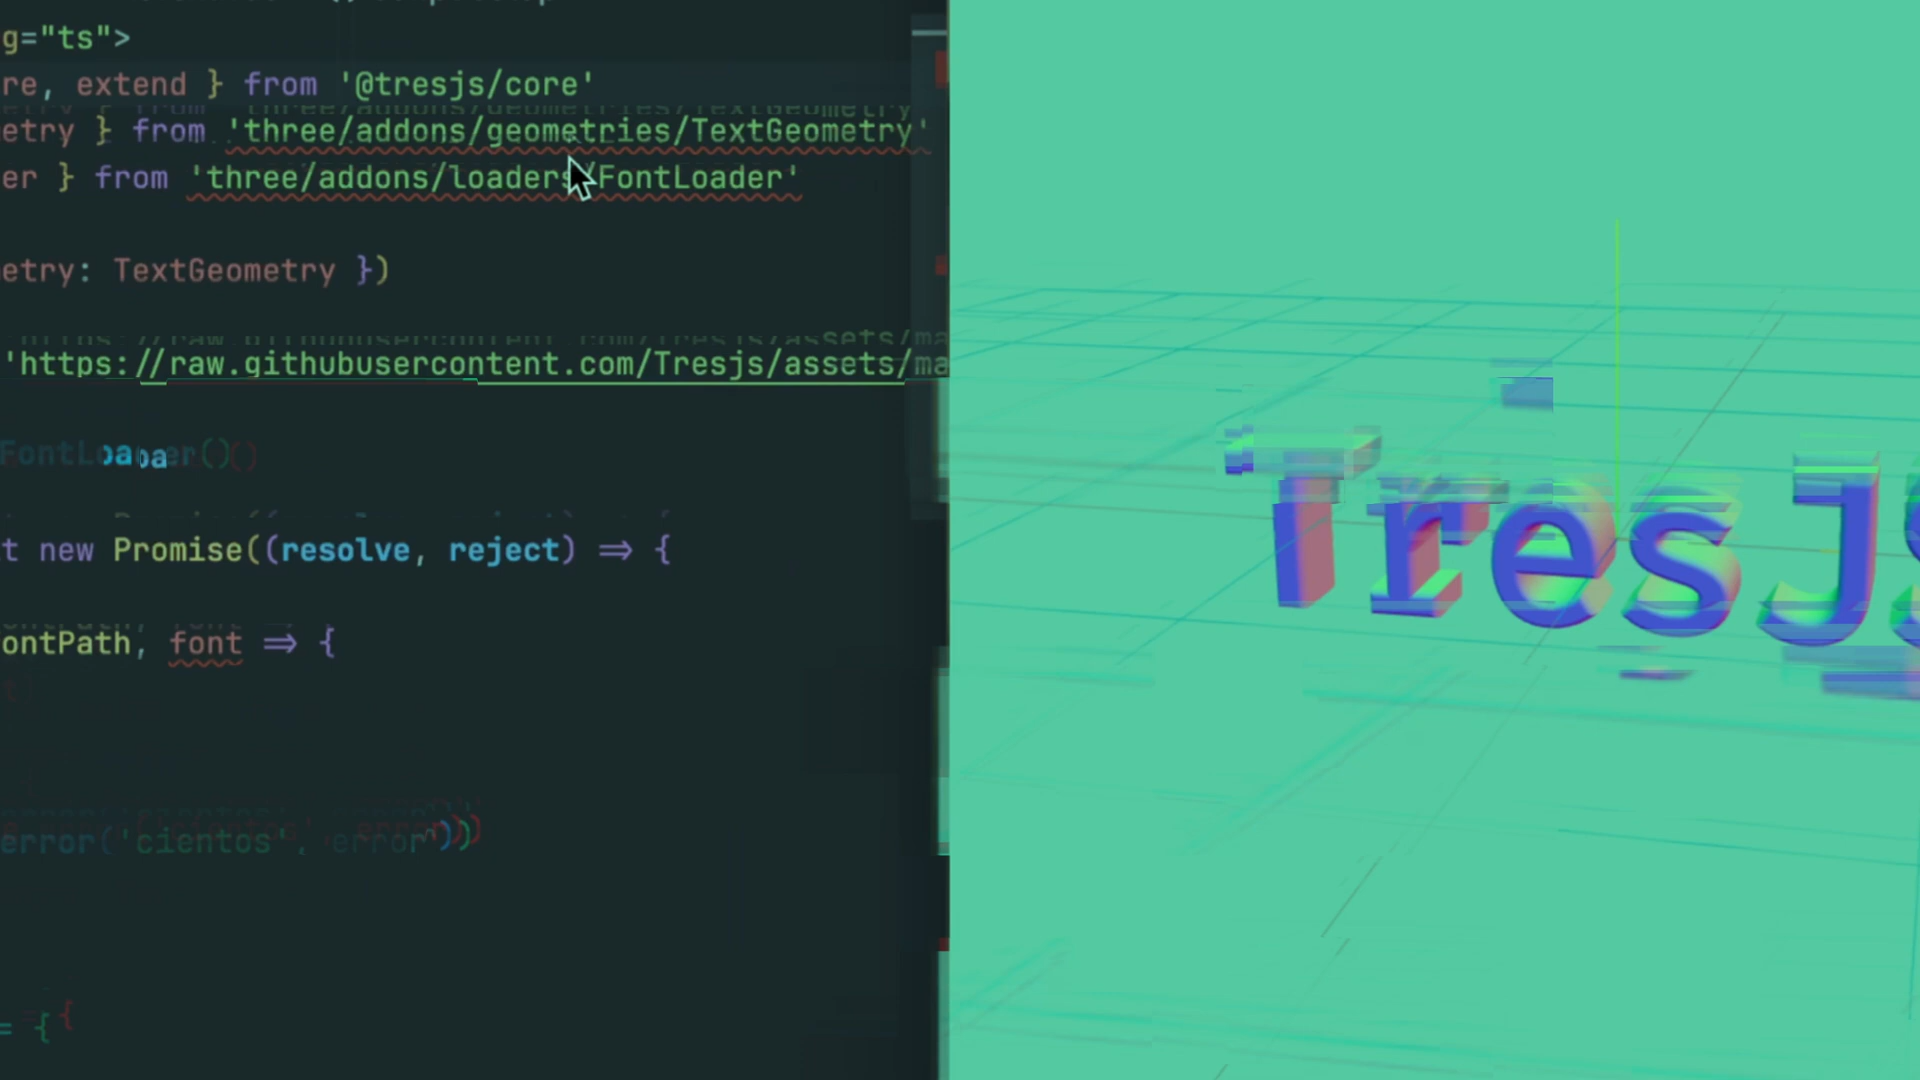 g="ts">
re, extend } from '@tresjs/core'
etry } from 'three/addons/geometries/TextGeometry'
er } from 'three/addons/loaders/FontLoader'
etry: TextGeometry })
'https://raw.githubusercontent.com/Tresjs/assets/ma
FontLoader()
t new Promise((resolve, reject) => {
ontPath, font => {
error('cientos', error))
= {
TresJS